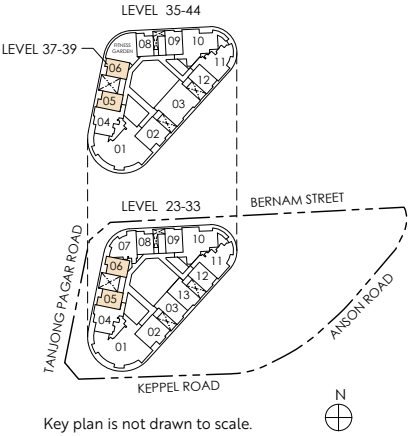 LEVEL 35-44
LEVEL 37-39
FITNESS
GARDEN
08
09
10
06
11
12
05
03
04
02
01
LEVEL 23-33
BERNAM STREET
TANJONG PAGAR ROAD
07
08
09
10
06
11
12
05
13
03
04
02
01
ANSON ROAD
KEPPEL ROAD
N
Key plan is not drawn to scale.